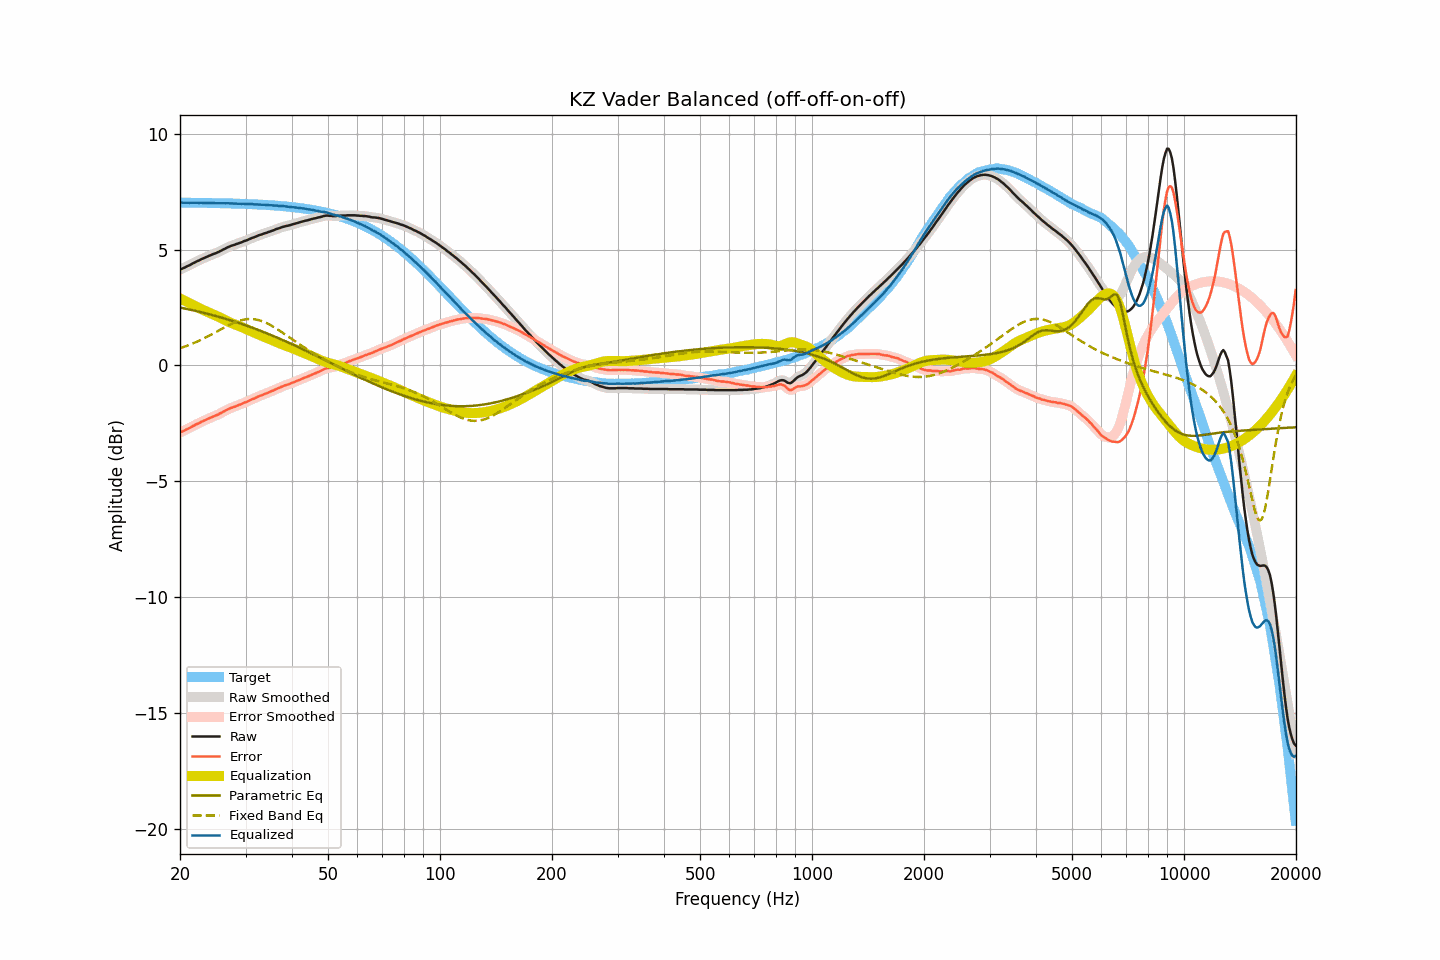 KZ Vader Balanced (off-off-on-off)
10
5
0
−5
−10
−15
−20
Amplitude (dBr)
Target
Raw Smoothed
Error Smoothed
Raw
Error
Equalization
Parametric Eq
Fixed Band Eq
Equalized
20 50 100 200 500 1000 2000 5000 10000 20000
Frequency (Hz)